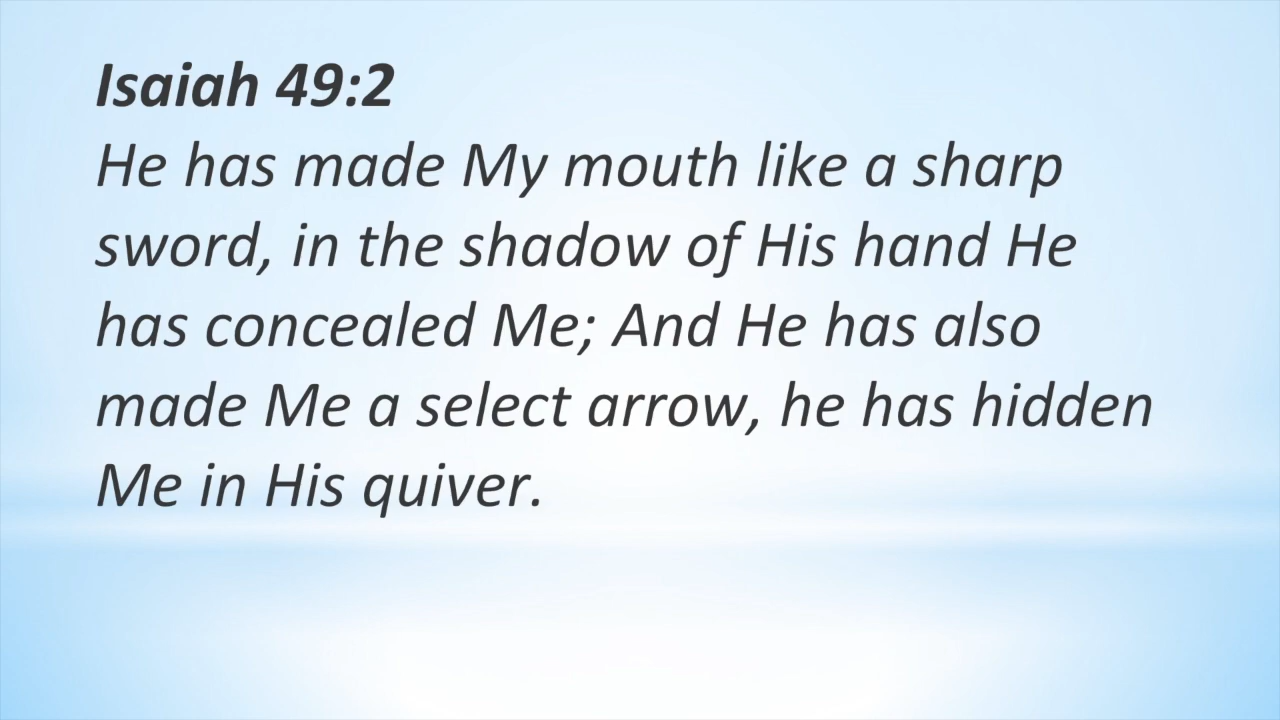 Isaiah 49:2
He has made My mouth like a sharp
sword, in the shadow of His hand He
has concealed Me; And He has also
made Me a select arrow, he has hidden
Me in His quiver.